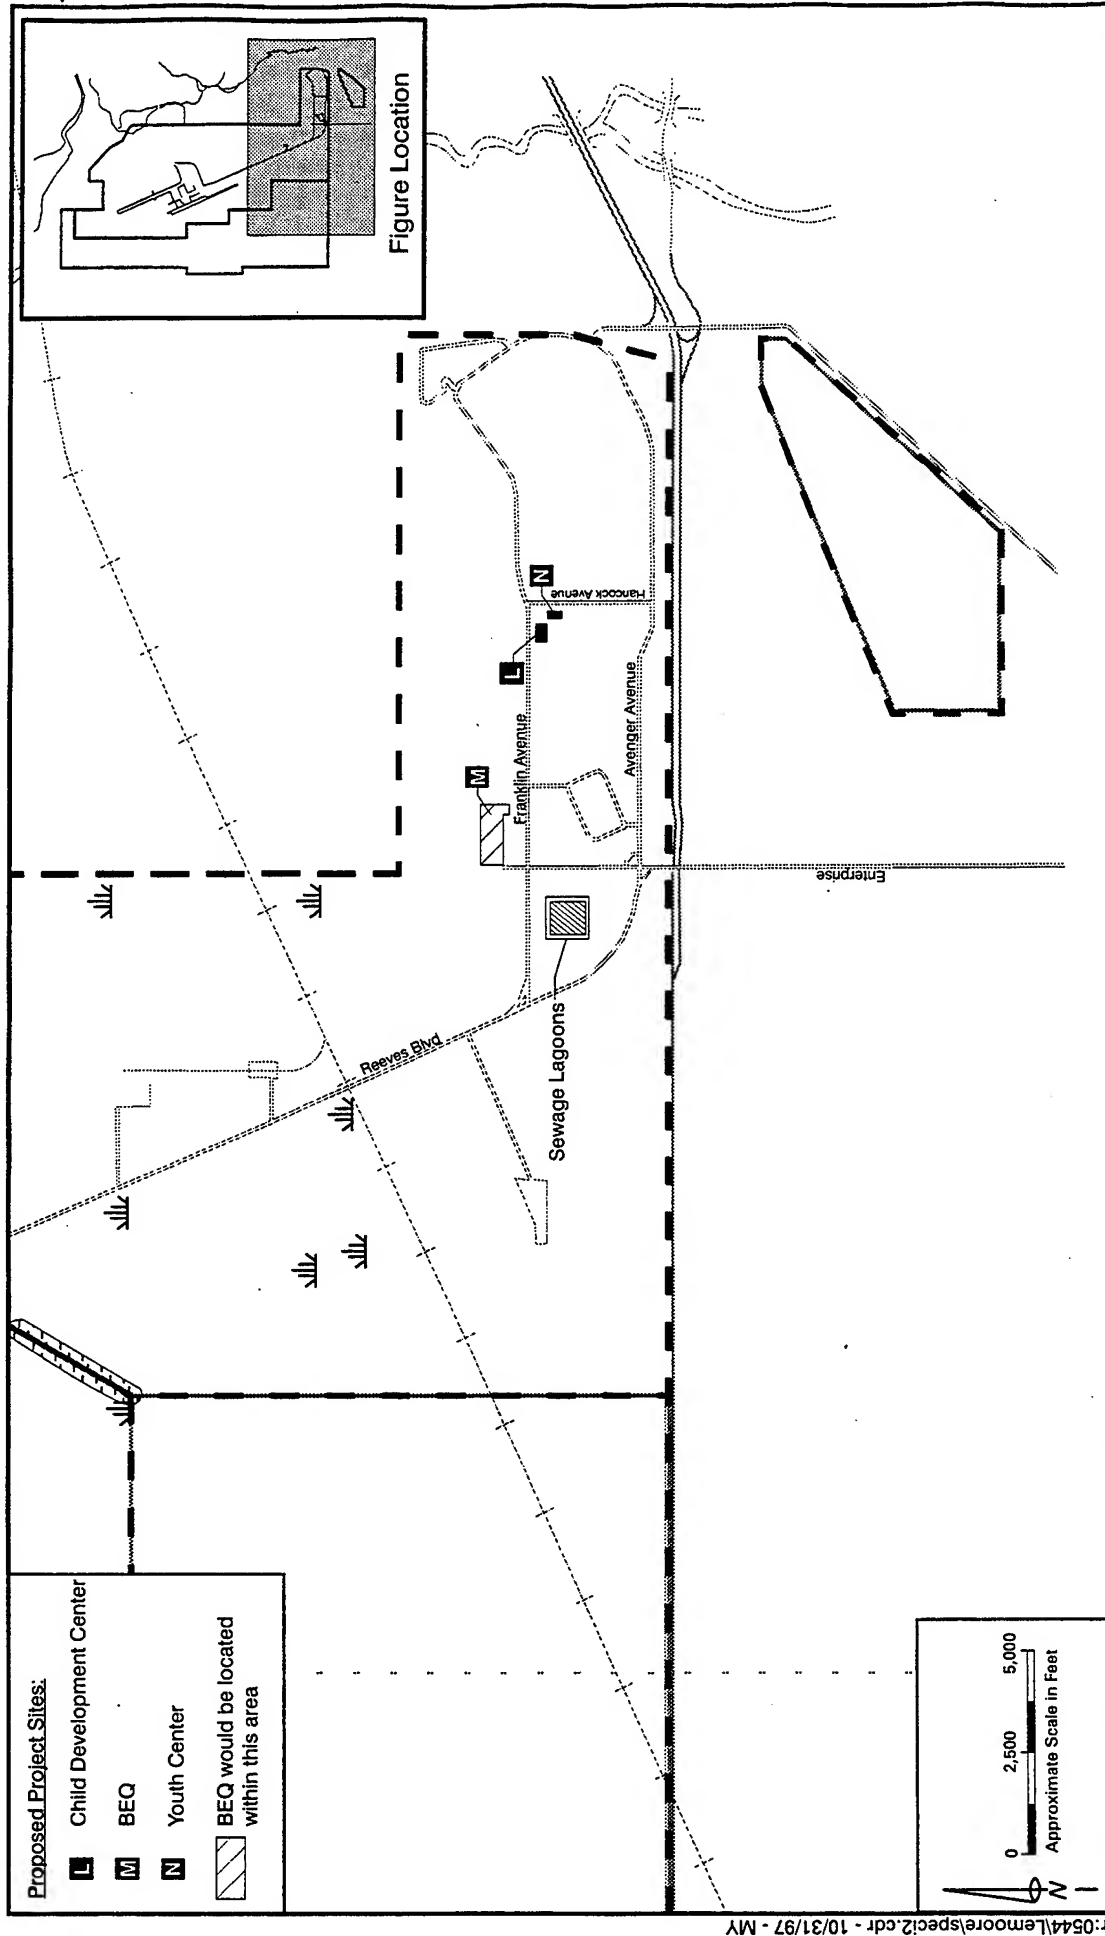 Proposed Project Sites:
L Child Development Center
M BEQ
N Youth Center
BEQ would be located
within this area
Figure Location
L
M
N
Franklin Avenue
Hancock Avenue
Avenger Avenue
Enterprise
Reeves Blvd
Sewage Lagoons
0 2,500 5,000
Approximate Scale in Feet
N
r:0544\Lemoore\speci2.cdr - 10/31/97 - MY